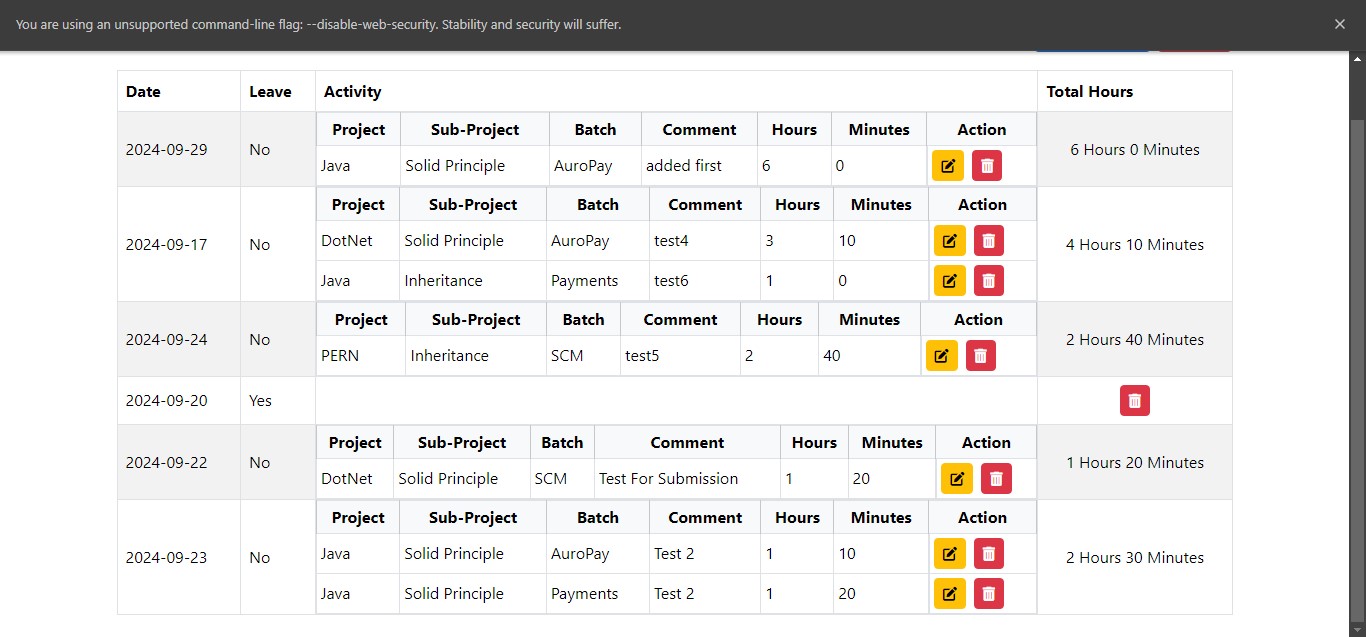 You are using an unsupported command-line flag: --disable-web-security. Stability and security will suffer.
Date Leave Activity Total Hours
Project Sub-Project Batch Comment Hours Minutes Action
2024-09-29 No 6 Hours 0 Minutes
Java Solid Principle AuroPay added first 6 0
Project Sub-Project Batch Comment Hours Minutes Action
DotNet Solid Principle AuroPay test4 3 10
2024-09-17 No 4 Hours 10 Minutes
Java Inheritance Payments test6 1 0
Project Sub-Project Batch Comment Hours Minutes Action
2024-09-24 No 2 Hours 40 Minutes
PERN Inheritance SCM test5 2 40
2024-09-20 Yes
Project Sub-Project Batch Comment Hours Minutes Action
2024-09-22 No 1 Hours 20 Minutes
DotNet Solid Principle SCM Test For Submission 1 20
Project Sub-Project Batch Comment Hours Minutes Action
Java Solid Principle AuroPay Test 2 1 10
2024-09-23 No 2 Hours 30 Minutes
Java Solid Principle Payments Test 2 1 20